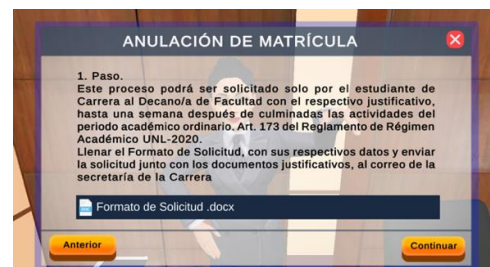 ANULACIÓN DE MATRÍCULA
1. Paso.
Este proceso podrá ser solicitado solo por el estudiante de
Carrera al Decano/a de Facultad con el respectivo justificativo,
hasta una semana después de culminadas las actividades del
periodo académico ordinario. Art. 173 del Reglamento de Régimen
Académico UNL-2020.
Llenar el Formato de Solicitud, con sus respectivos datos y enviar
la solicitud junto con los documentos justificativos, al correo de la
secretaría de la Carrera
Formato de Solicitud .docx
Anterior
Continuar